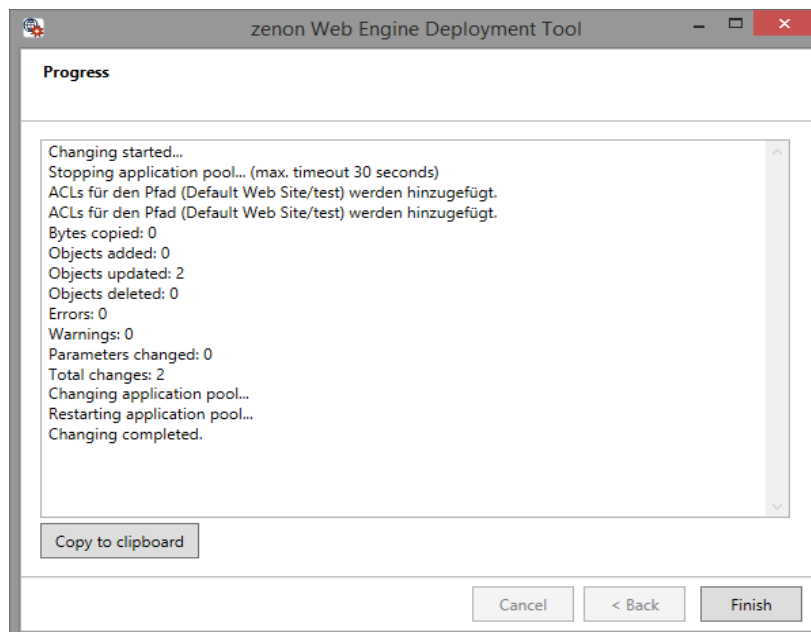 zenon Web Engine Deployment Tool
Progress
Changing started...
Stopping application pool... (max. timeout 30 seconds)
ACLs für den Pfad (Default Web Site/test) werden hinzugefügt.
ACLs für den Pfad (Default Web Site/test) werden hinzugefügt.
Bytes copied: 0
Objects added: 0
Objects updated: 2
Objects deleted: 0
Errors: 0
Warnings: 0
Parameters changed: 0
Total changes: 2
Changing application pool...
Restarting application pool...
Changing completed.
Copy to clipboard
Cancel
< Back
Finish